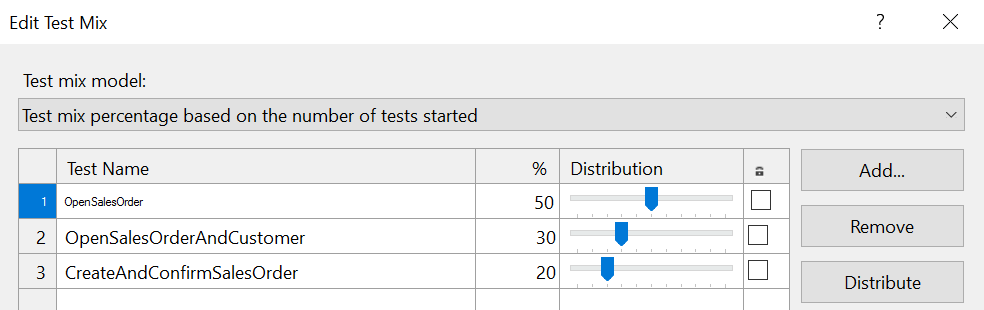 Edit Test Mix ?
Test mix model:
Test mix percentage based on the number of tests started
Test Name % Distribution Add...
1 OpenSalesOrder 50
Remove
2 OpenSalesOrderAndCustomer 30
3 CreateAndConfirmSalesOrder 20 Distribute